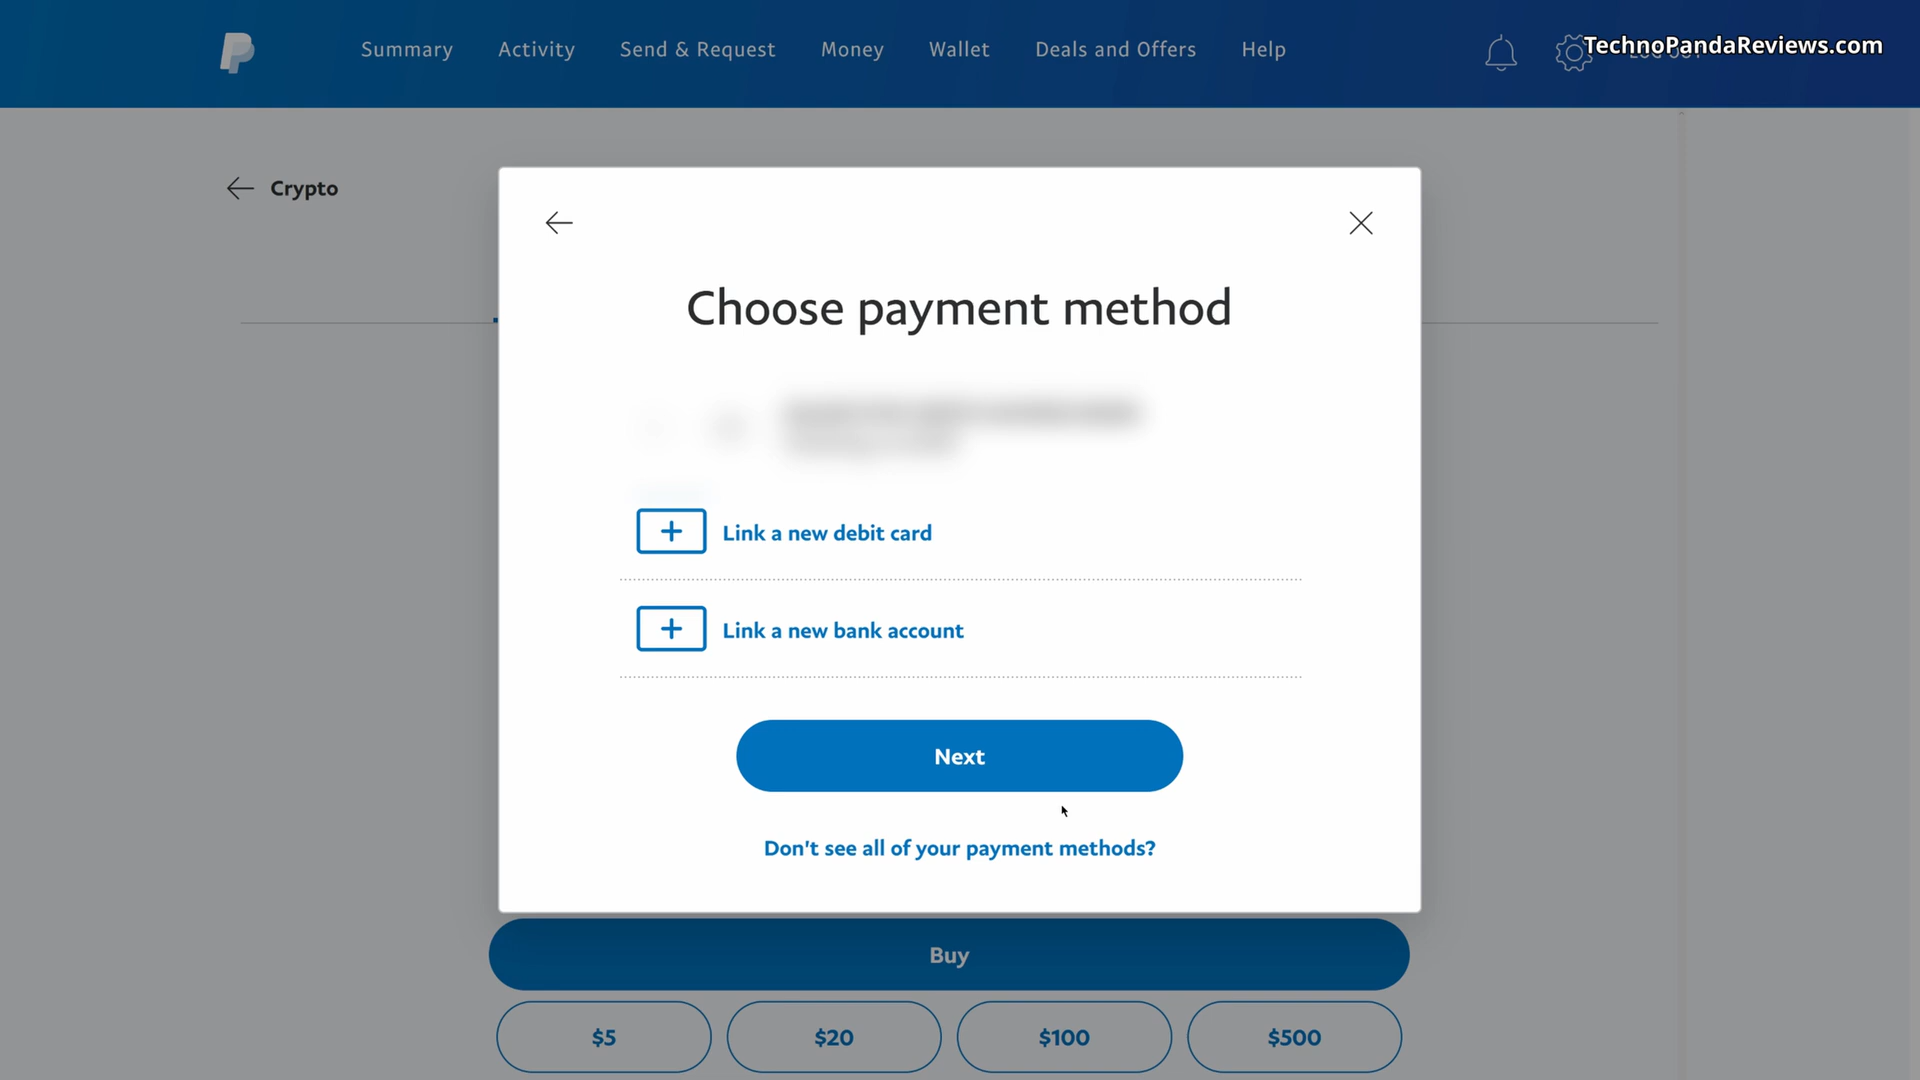 Summary Activity Send & Request Money Wallet Deals and Offers Help TechnoPandaReviews.com
Crypto
Choose payment method
Link a new debit card
Link a new bank account
Next
Don't see all of your payment methods?
Buy
$5 $20 $100 $500